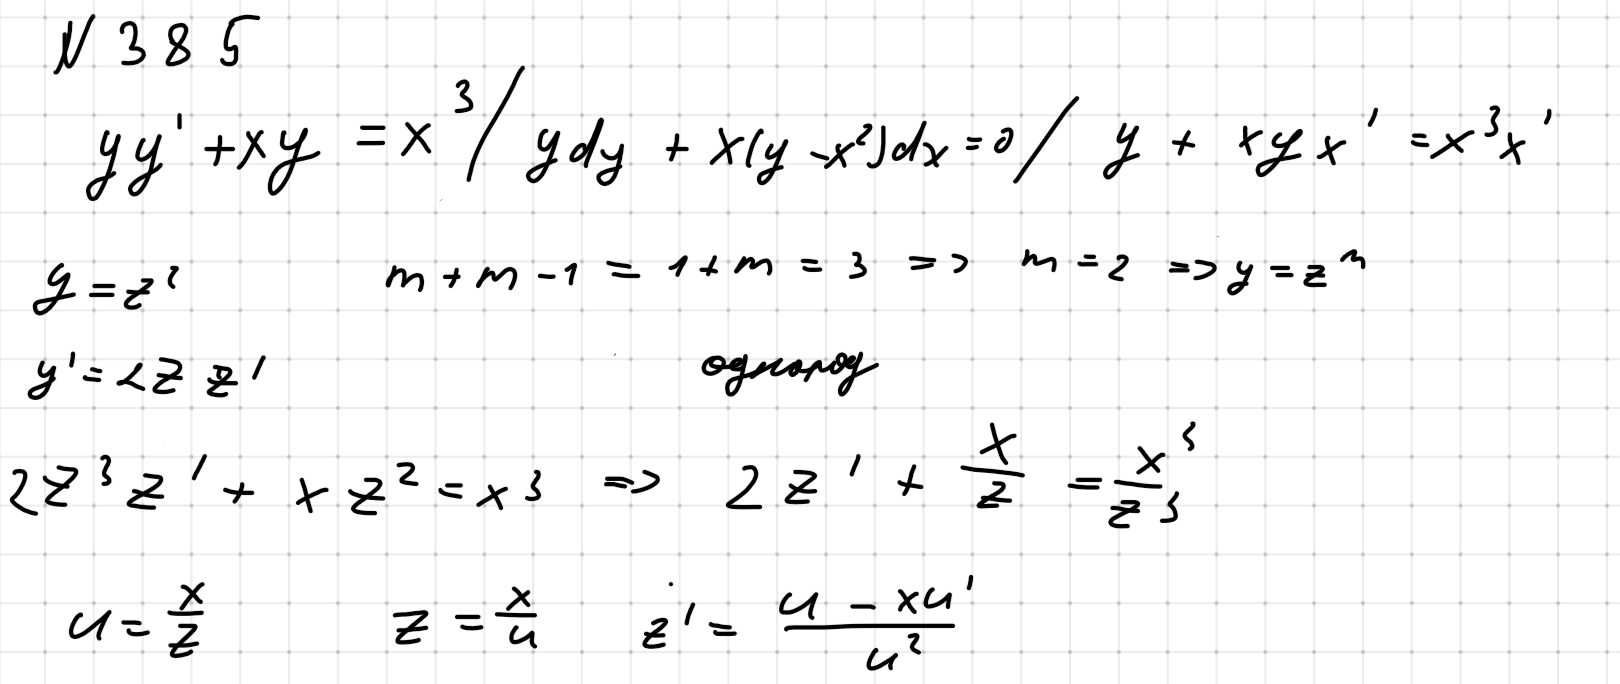 N 385
yy' + xy = x³ / ydy + x(y - x²)dx = 0 / y + xyx' = x³x'
y = z² m + m - 1 = 1 + m = 3 => m = 2 => y = z^m
y' = 2zz' однород
2z³z' + xz² = x³ => 2z' + x/z = x³/z³
u = x/z z = x/u z' = (u - xu')/u²